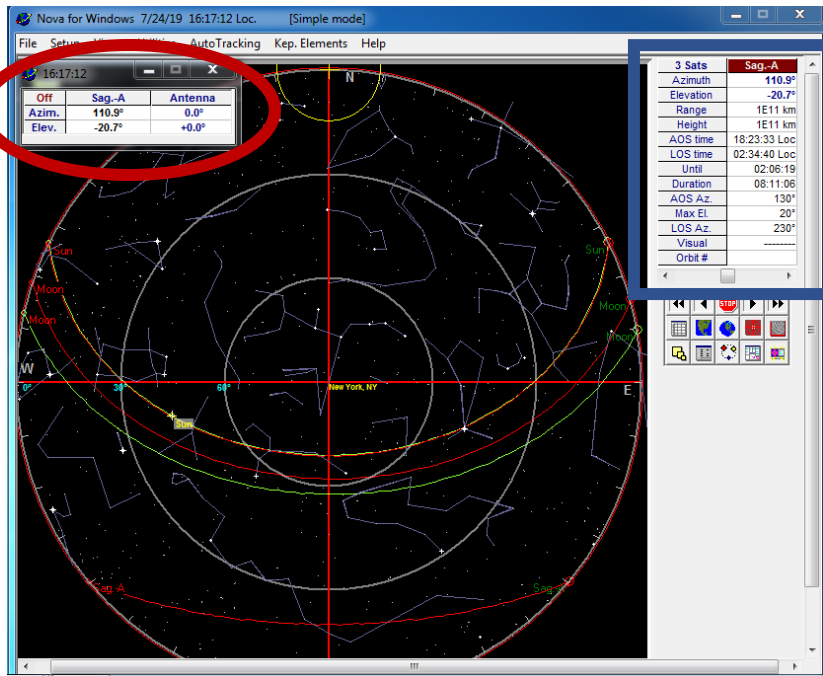 Nova for Windows 7/24/19 16:17:12 Loc. [Simple mode]
File Setup Views Utilities AutoTracking Kep. Elements Help
16:17:12
Off Sag.-A Antenna
Azim. 110.9° 0.0°
Elev. -20.7° +0.0°
3 Sats Sag.-A
Azimuth 110.9°
Elevation -20.7°
Range 1E11 km
Height 1E11 km
AOS time 18:23:33 Loc
LOS time 02:34:40 Loc
Until 02:06:19
Duration 08:11:06
AOS Az. 130°
Max El. 20°
LOS Az. 230°
Visual --------
Orbit #
STOP
N
Sun Sun
Moon Moon
Moon Moon
W E
0° 30° 60° New York, NY
Sun
Sag.-A Sag.-A